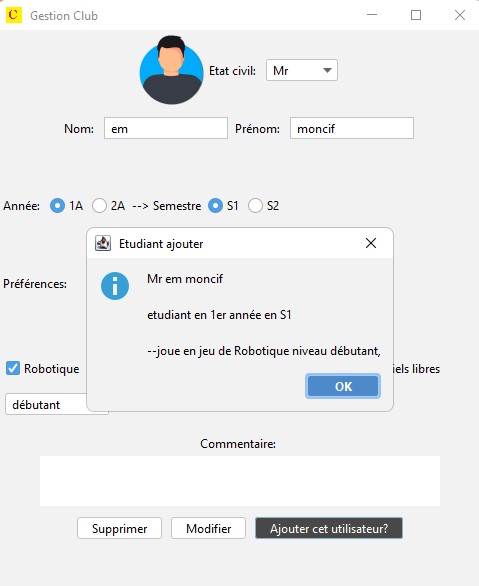 C Gestion Club
Etat civil: Mr
Nom: em Prénom: moncif
Année: 1A 2A --> Semestre S1 S2
Etudiant ajouter
Préférences:
Mr em moncif
etudiant en 1er année en S1
--joue en jeu de Robotique niveau débutant,
Robotique iels libres
OK
débutant
Commentaire:
Supprimer Modifier Ajouter cet utilisateur?